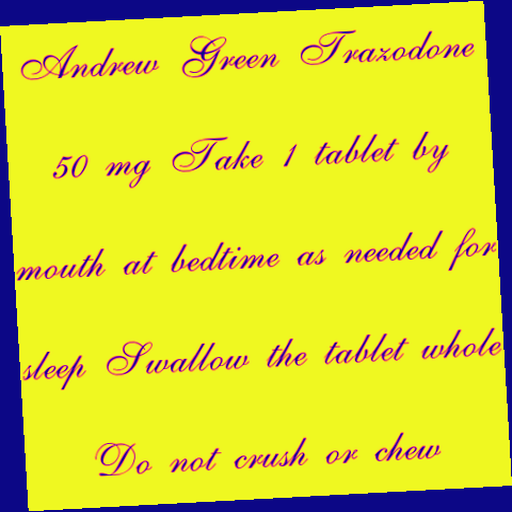 Andrew Green Trazodone
50 mg Take 1 tablet by
mouth at bedtime as needed for
sleep Swallow the tablet whole
Do not crush or chew